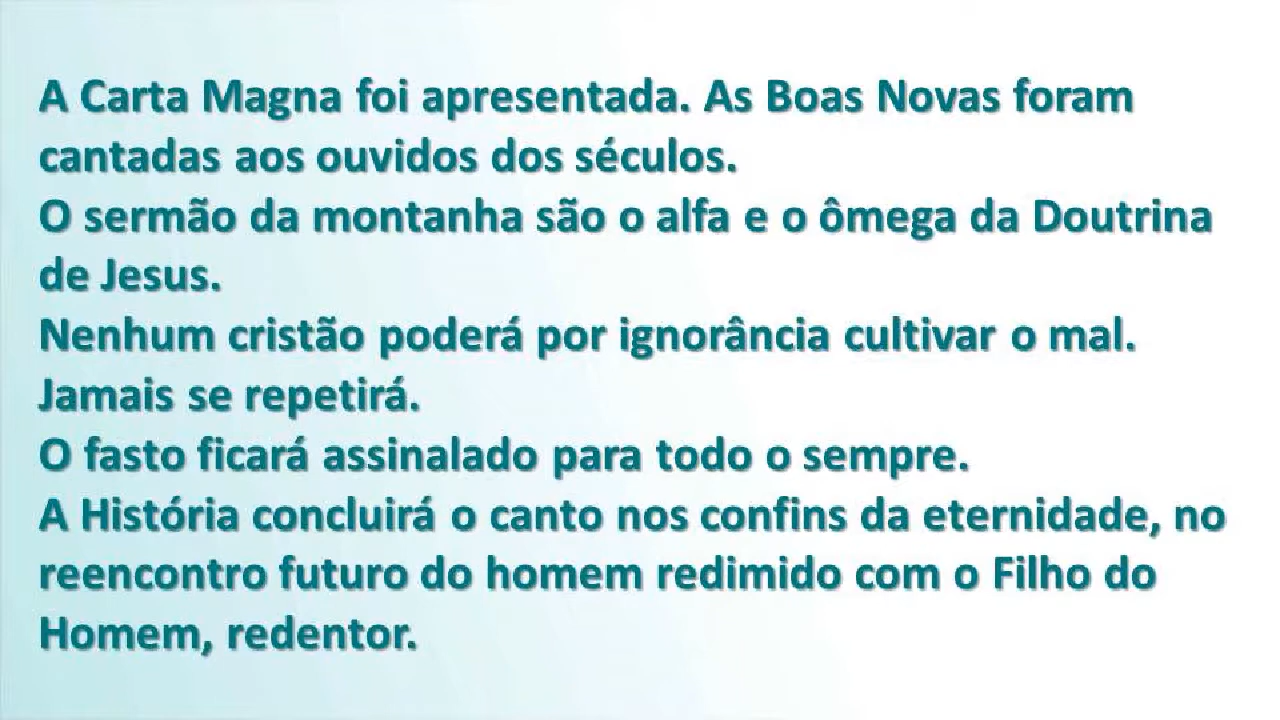 A Carta Magna foi apresentada. As Boas Novas foram
cantadas aos ouvidos dos séculos.
O sermão da montanha são o alfa e o ômega da Doutrina
de Jesus.
Nenhum cristão poderá por ignorância cultivar o mal.
Jamais se repetirá.
O fasto ficará assinalado para todo o sempre.
A História concluirá o canto nos confins da eternidade, no
reencontro futuro do homem redimido com o Filho do
Homem, redentor.